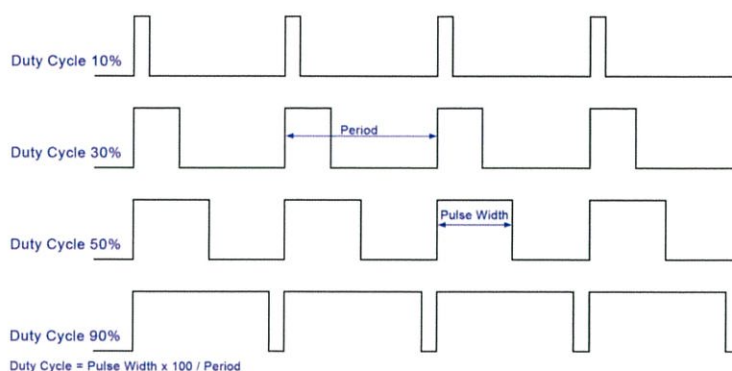 Duty Cycle 10%
Period
Duty Cycle 30%
Pulse Width
Duty Cycle 50%
Duty Cycle 90%
Duty Cycle = Pulse Width x 100 / Period